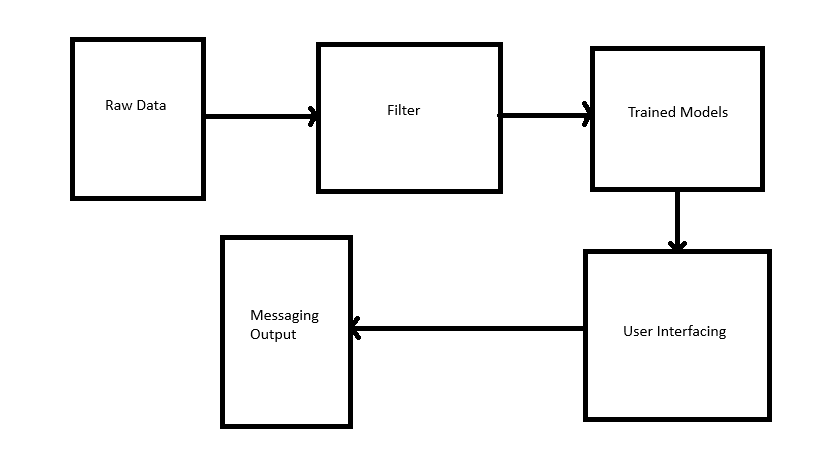 Raw Data
Filter
Trained Models
Messaging
Output
User Interfacing